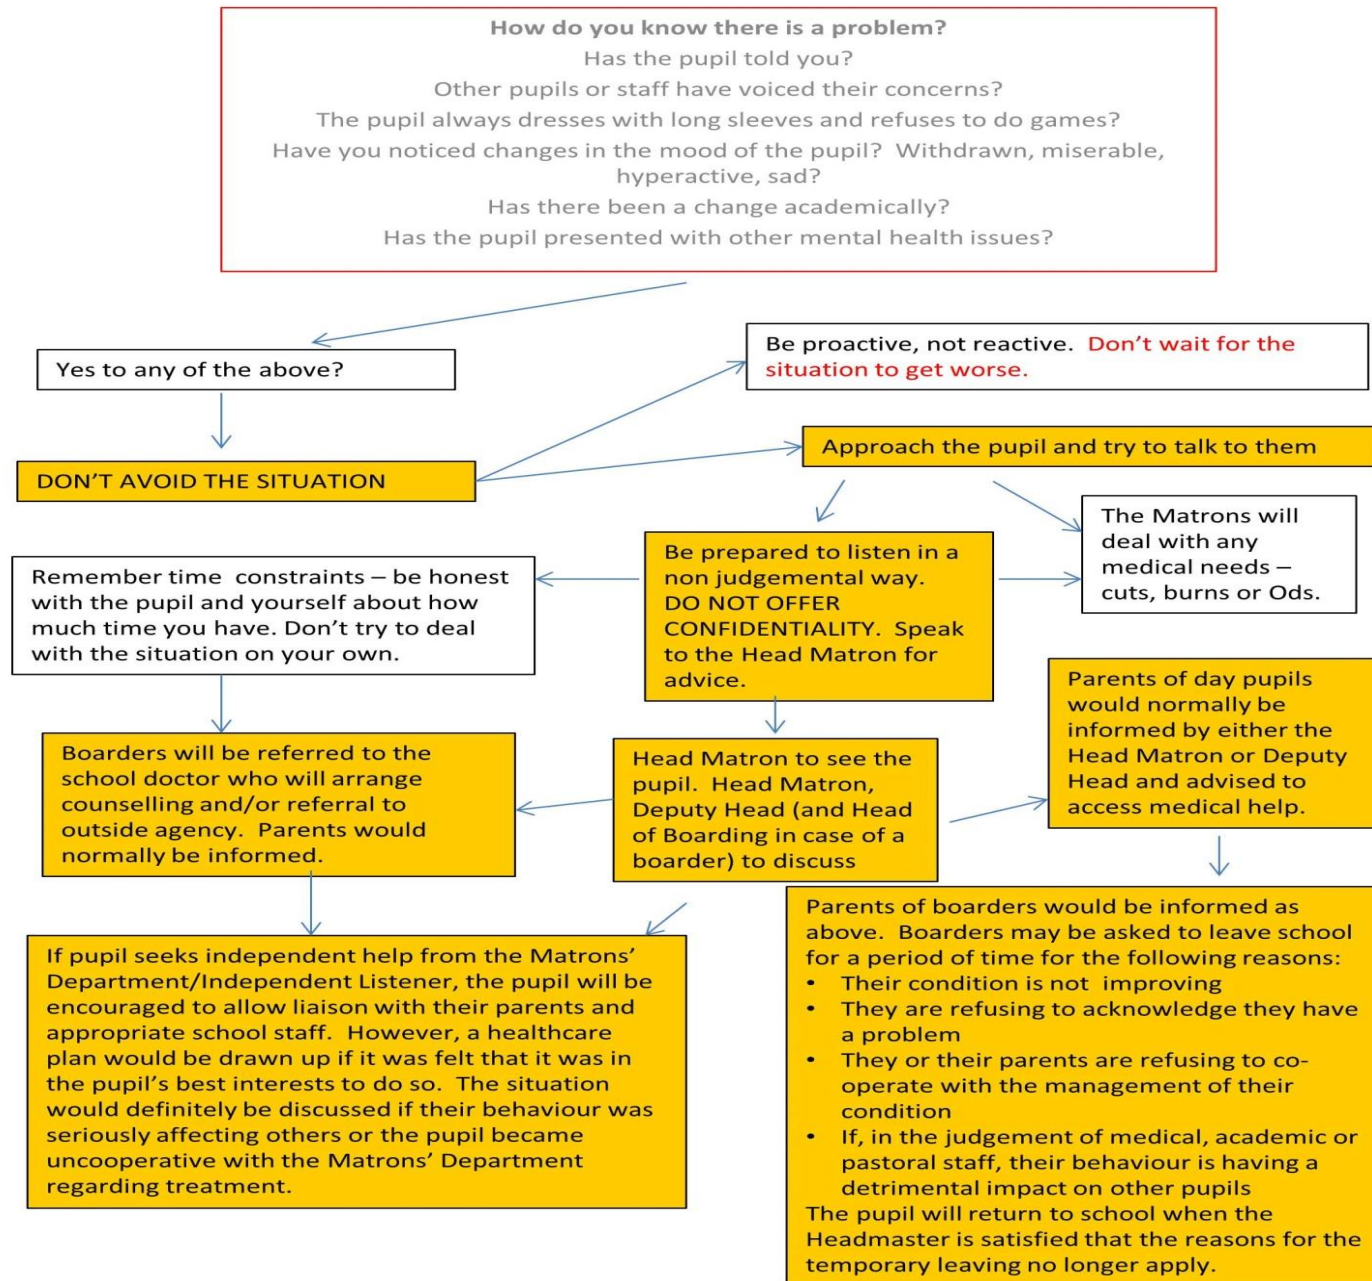 How do you know there is a problem?
Has the pupil told you?
Other pupils or staff have voiced their concerns?
The pupil always dresses with long sleeves and refuses to do games?
Have you noticed changes in the mood of the pupil?  Withdrawn, miserable,
hyperactive, sad?
Has there been a change academically?
Has the pupil presented with other mental health issues?
Yes to any of the above?
Be proactive, not reactive.  Don’t wait for the
situation to get worse.
DON’T AVOID THE SITUATION
Approach the pupil and try to talk to them
Remember time  constraints – be honest
with the pupil and yourself about how
much time you have. Don’t try to deal
with the situation on your own.
Be prepared to listen in a
non judgemental way.
DO NOT OFFER
CONFIDENTIALITY.  Speak
to the Head Matron for
advice.
The Matrons will
deal with any
medical needs –
cuts, burns or Ods.
Boarders will be referred to the
school doctor who will arrange
counselling and/or referral to
outside agency.  Parents would
normally be informed.
Head Matron to see the
pupil.  Head Matron,
Deputy Head (and Head
of Boarding in case of a
boarder) to discuss
Parents of day pupils
would normally be
informed by either the
Head Matron or Deputy
Head and advised to
access medical help.
If pupil seeks independent help from the Matrons’
Department/Independent Listener, the pupil will be
encouraged to allow liaison with their parents and
appropriate school staff.  However, a healthcare
plan would be drawn up if it was felt that it was in
the pupil’s best interests to do so.  The situation
would definitely be discussed if their behaviour was
seriously affecting others or the pupil became
uncooperative with the Matrons’ Department
regarding treatment.
Parents of boarders would be informed as
above.  Boarders may be asked to leave school
for a period of time for the following reasons:
• Their condition is not  improving
• They are refusing to acknowledge they have
a problem
• They or their parents are refusing to co-
operate with the management of their
condition
• If, in the judgement of medical, academic or
pastoral staff, their behaviour is having a
detrimental impact on other pupils
The pupil will return to school when the
Headmaster is satisfied that the reasons for the
temporary leaving no longer apply.